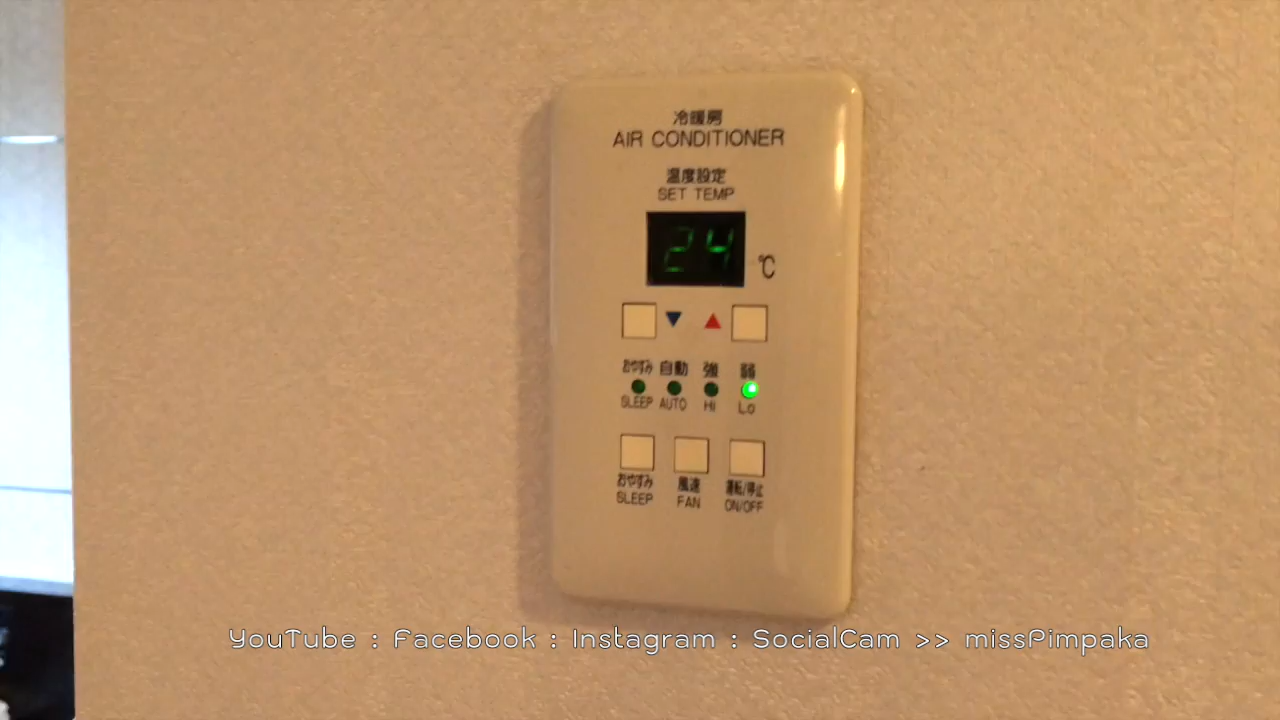 冷暖房
AIR CONDITIONER
温度設定
SET TEMP
24 ℃
おやすみ 自動 強 弱
SLEEP AUTO Hi Lo
おやすみ 風速 運転/停止
SLEEP FAN ON/OFF
YouTube : Facebook : Instagram : SocialCam >> missPimpaka